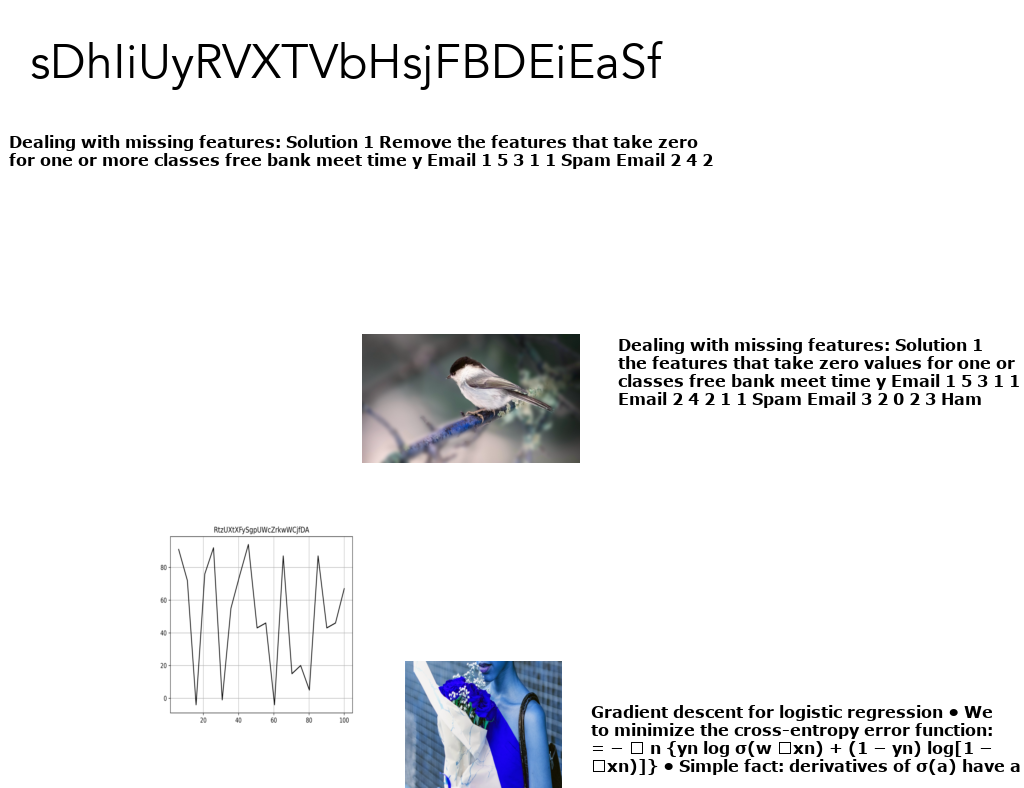 sDhIiUyRVXTVbHsjFBDEiEaSf
Dealing with missing features: Solution 1 Remove the features that take zero
for one or more classes free bank meet time y Email 1 5 3 1 1 Spam Email 2 4 2
Dealing with missing features: Solution 1
the features that take zero values for one or
classes free bank meet time y Email 1 5 3 1 1
Email 2 4 2 1 1 Spam Email 3 2 0 2 3 Ham
RtzUXtXFySgpUWcZrkwWCjfDA
80
60
40
20
0
20 40 60 80 100
Gradient descent for logistic regression • We
to minimize the cross-entropy error function:
= − □ n {yn log σ(w □xn) + (1 − yn) log[1 −
□xn)]} • Simple fact: derivatives of σ(a) have a